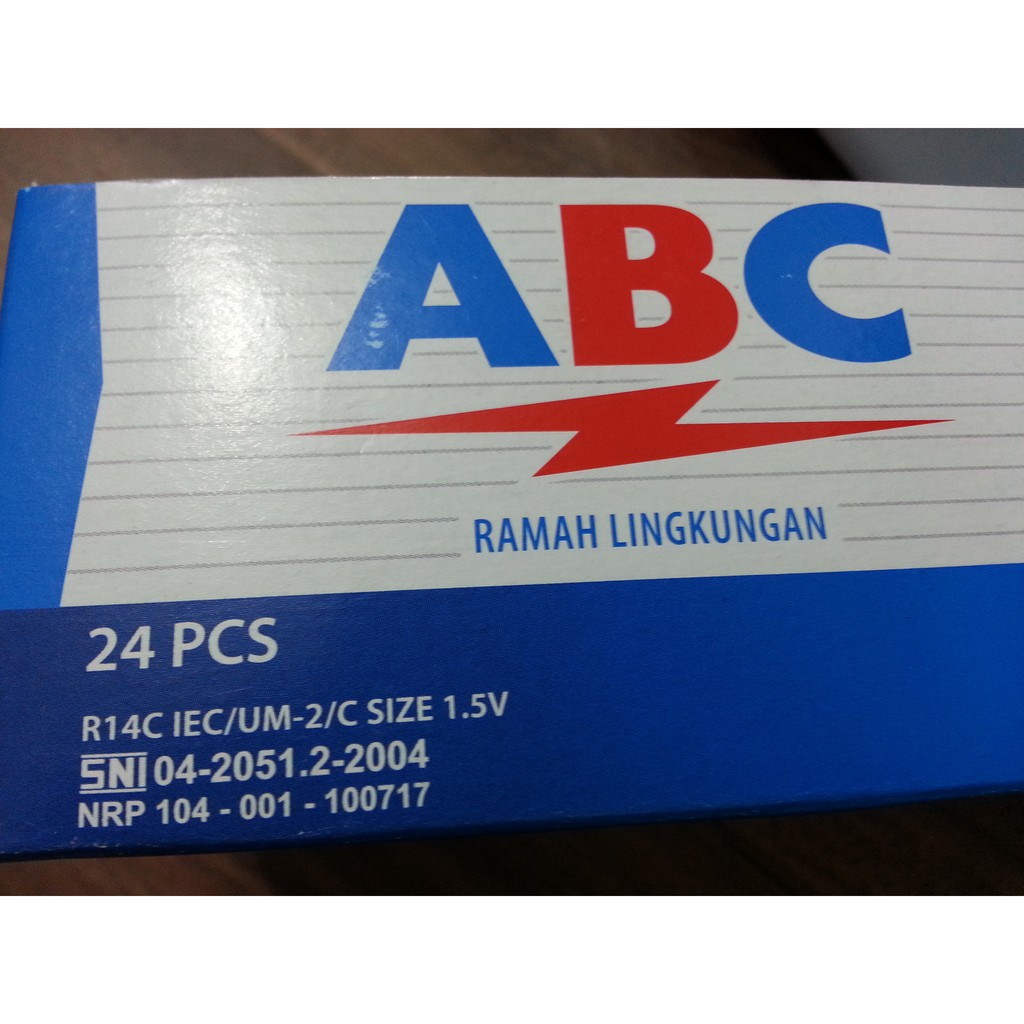 ABC
RAMAH LINGKUNGAN
24 PCS
R14C IEC/UM-2/C SIZE 1.5V
SNI 04-2051.2-2004
NRP 104 - 001 - 100717